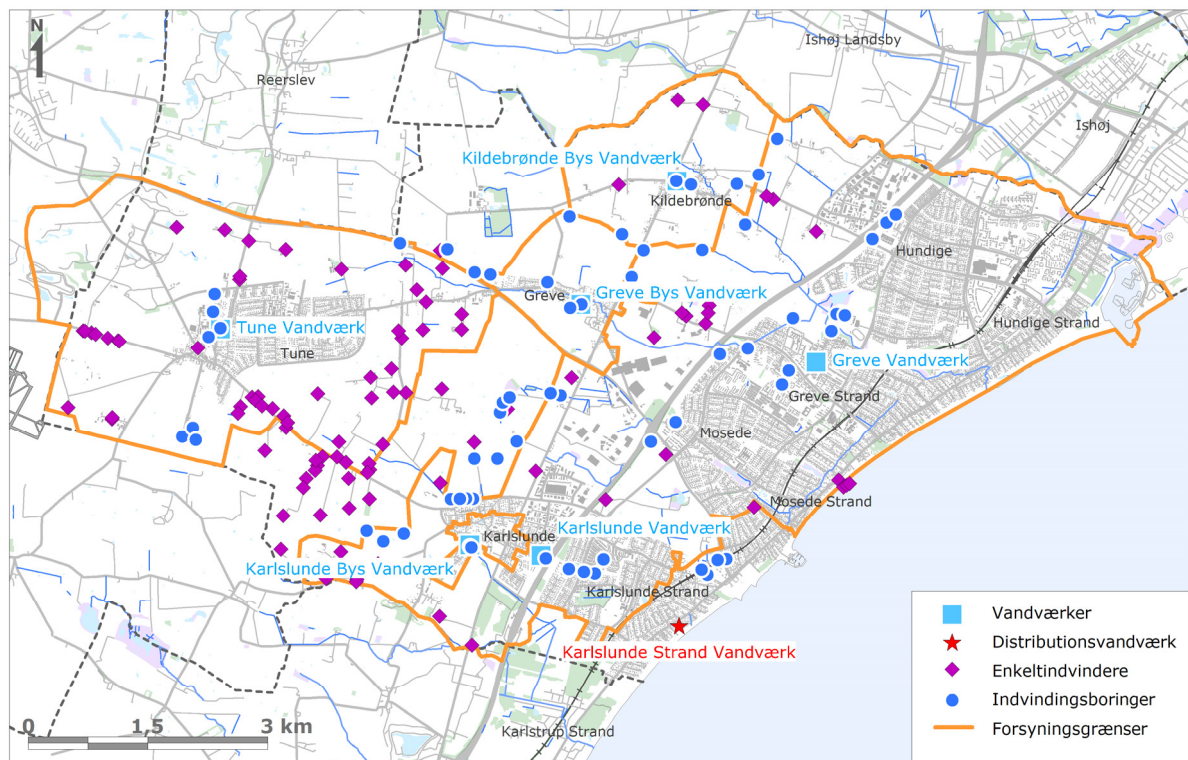 N
Ishøj Landsby
Reerslev
Ishøj
Kildebrønde Bys Vandværk
Kildebrønde
Hundige
Greve
Greve Bys Vandværk
Hundige Strand
Tune Vandværk
Tune
Greve Vandværk
Greve Strand
Mosede
Mosede Strand
Karlslunde Vandværk
Karlslunde
Karlslunde Bys Vandværk
Karlslunde Strand
Karlslunde Strand Vandværk
Karlstrup Strand
0 1,5 3 km
Vandværker
Distributionsvandværk
Enkeltindvindere
Indvindingsboringer
Forsyningsgrænser